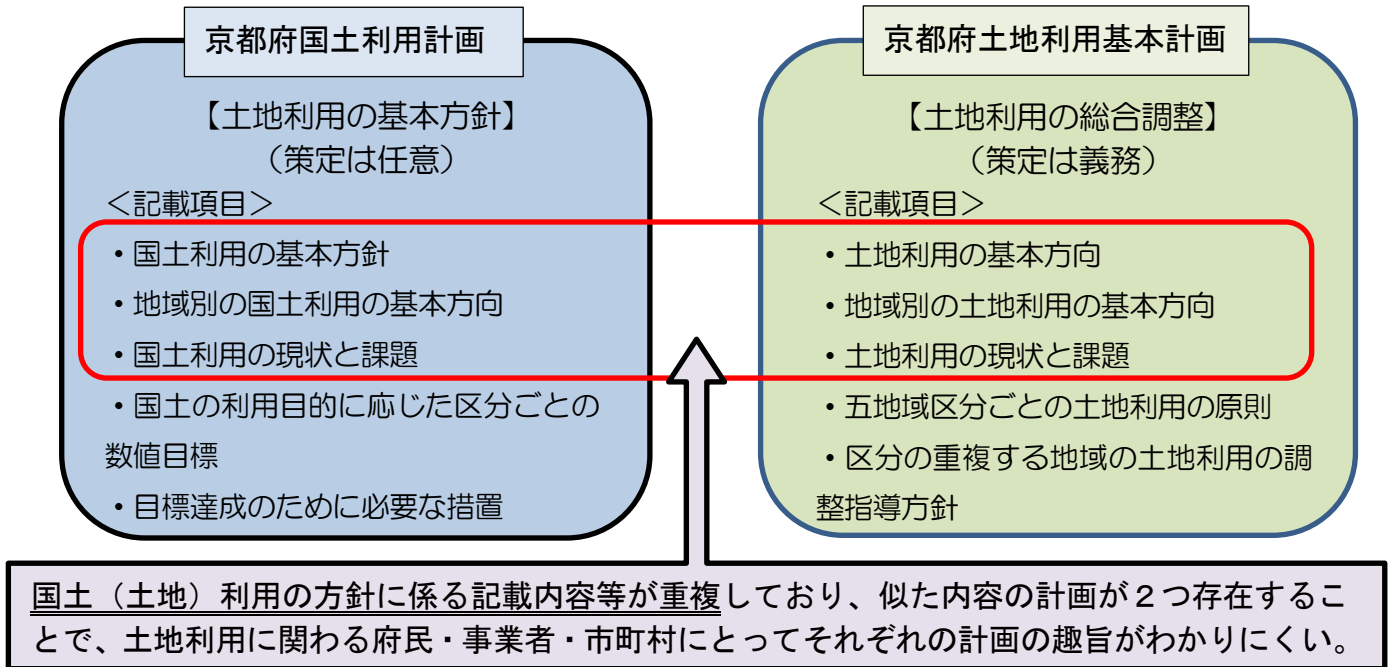 京都府国土利用計画
【土地利用の基本方針】
（策定は任意）
＜記載項目＞
・国土利用の基本方針
・地域別の国土利用の基本方向
・国土利用の現状と課題
・国土の利用目的に応じた区分ごとの
数値目標
・目標達成のために必要な措置
京都府土地利用基本計画
【土地利用の総合調整】
（策定は義務）
＜記載項目＞
・土地利用の基本方向
・地域別の土地利用の基本方向
・土地利用の現状と課題
・五地域区分ごとの土地利用の原則
・区分の重複する地域の土地利用の調
整指導方針
国土（土地）利用の方針に係る記載内容等が重複しており、似た内容の計画が２つ存在するこ
とで、土地利用に関わる府民・事業者・市町村にとってそれぞれの計画の趣旨がわかりにくい。